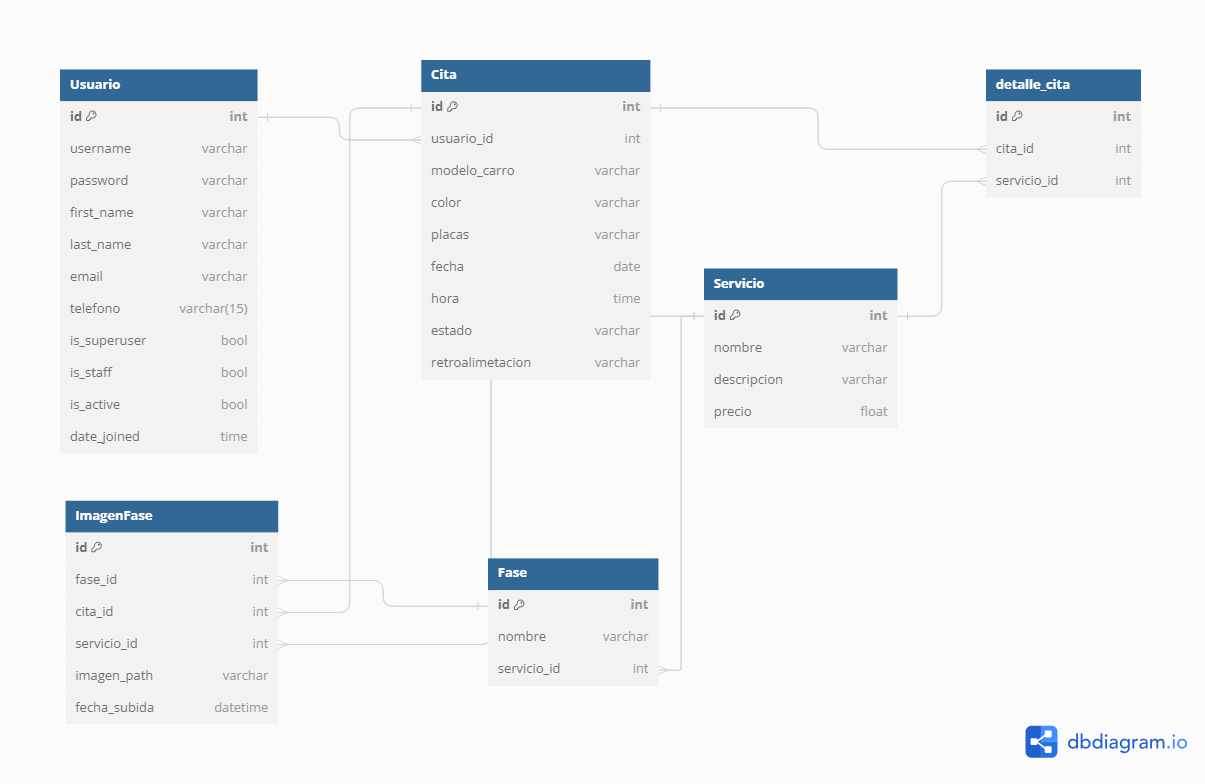 Usuario
id int
username varchar
password varchar
first_name varchar
last_name varchar
email varchar
telefono varchar(15)
is_superuser bool
is_staff bool
is_active bool
date_joined time
Cita
id int
usuario_id int
modelo_carro varchar
color varchar
placas varchar
fecha date
hora time
estado varchar
retroalimetacion varchar
detalle_cita
id int
cita_id int
servicio_id int
Servicio
id int
nombre varchar
descripcion varchar
precio float
ImagenFase
id int
fase_id int
cita_id int
servicio_id int
imagen_path varchar
fecha_subida datetime
Fase
id int
nombre varchar
servicio_id int
dbdiagram.io